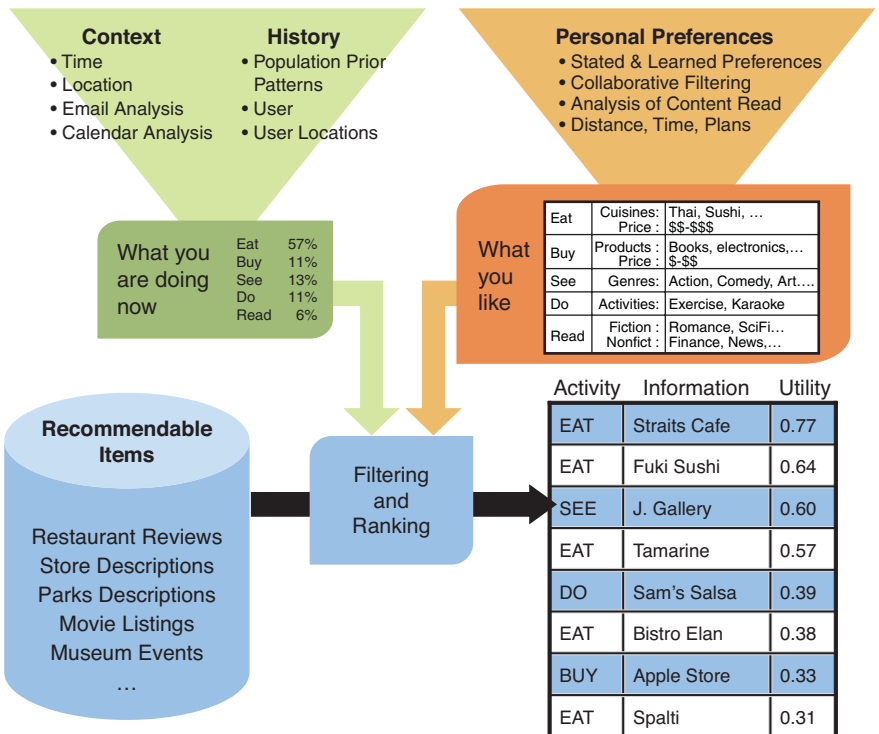 Context
• Time
• Location
• Email Analysis
• Calendar Analysis
History
• Population Prior
Patterns
• User
• User Locations
Personal Preferences
• Stated & Learned Preferences
• Collaborative Filtering
• Analysis of Content Read
• Distance, Time, Plans
What you
are doing
now
Eat 57%
Buy 11%
See 13%
Do 11%
Read 6%
What
you
like
Eat Cuisines: Thai, Sushi, …
Price : $$-$$$
Buy Products : Books, electronics,…
Price : $-$$
See Genres: Action, Comedy, Art….
Do Activities: Exercise, Karaoke
Read Fiction : Romance, SciFi…
Nonfict : Finance, News,…
Recommendable
Items
Restaurant Reviews
Store Descriptions
Parks Descriptions
Movie Listings
Museum Events
…
Filtering
and
Ranking
Activity Information Utility
EAT Straits Cafe 0.77
EAT Fuki Sushi 0.64
SEE J. Gallery 0.60
EAT Tamarine 0.57
DO Sam's Salsa 0.39
EAT Bistro Elan 0.38
BUY Apple Store 0.33
EAT Spalti 0.31